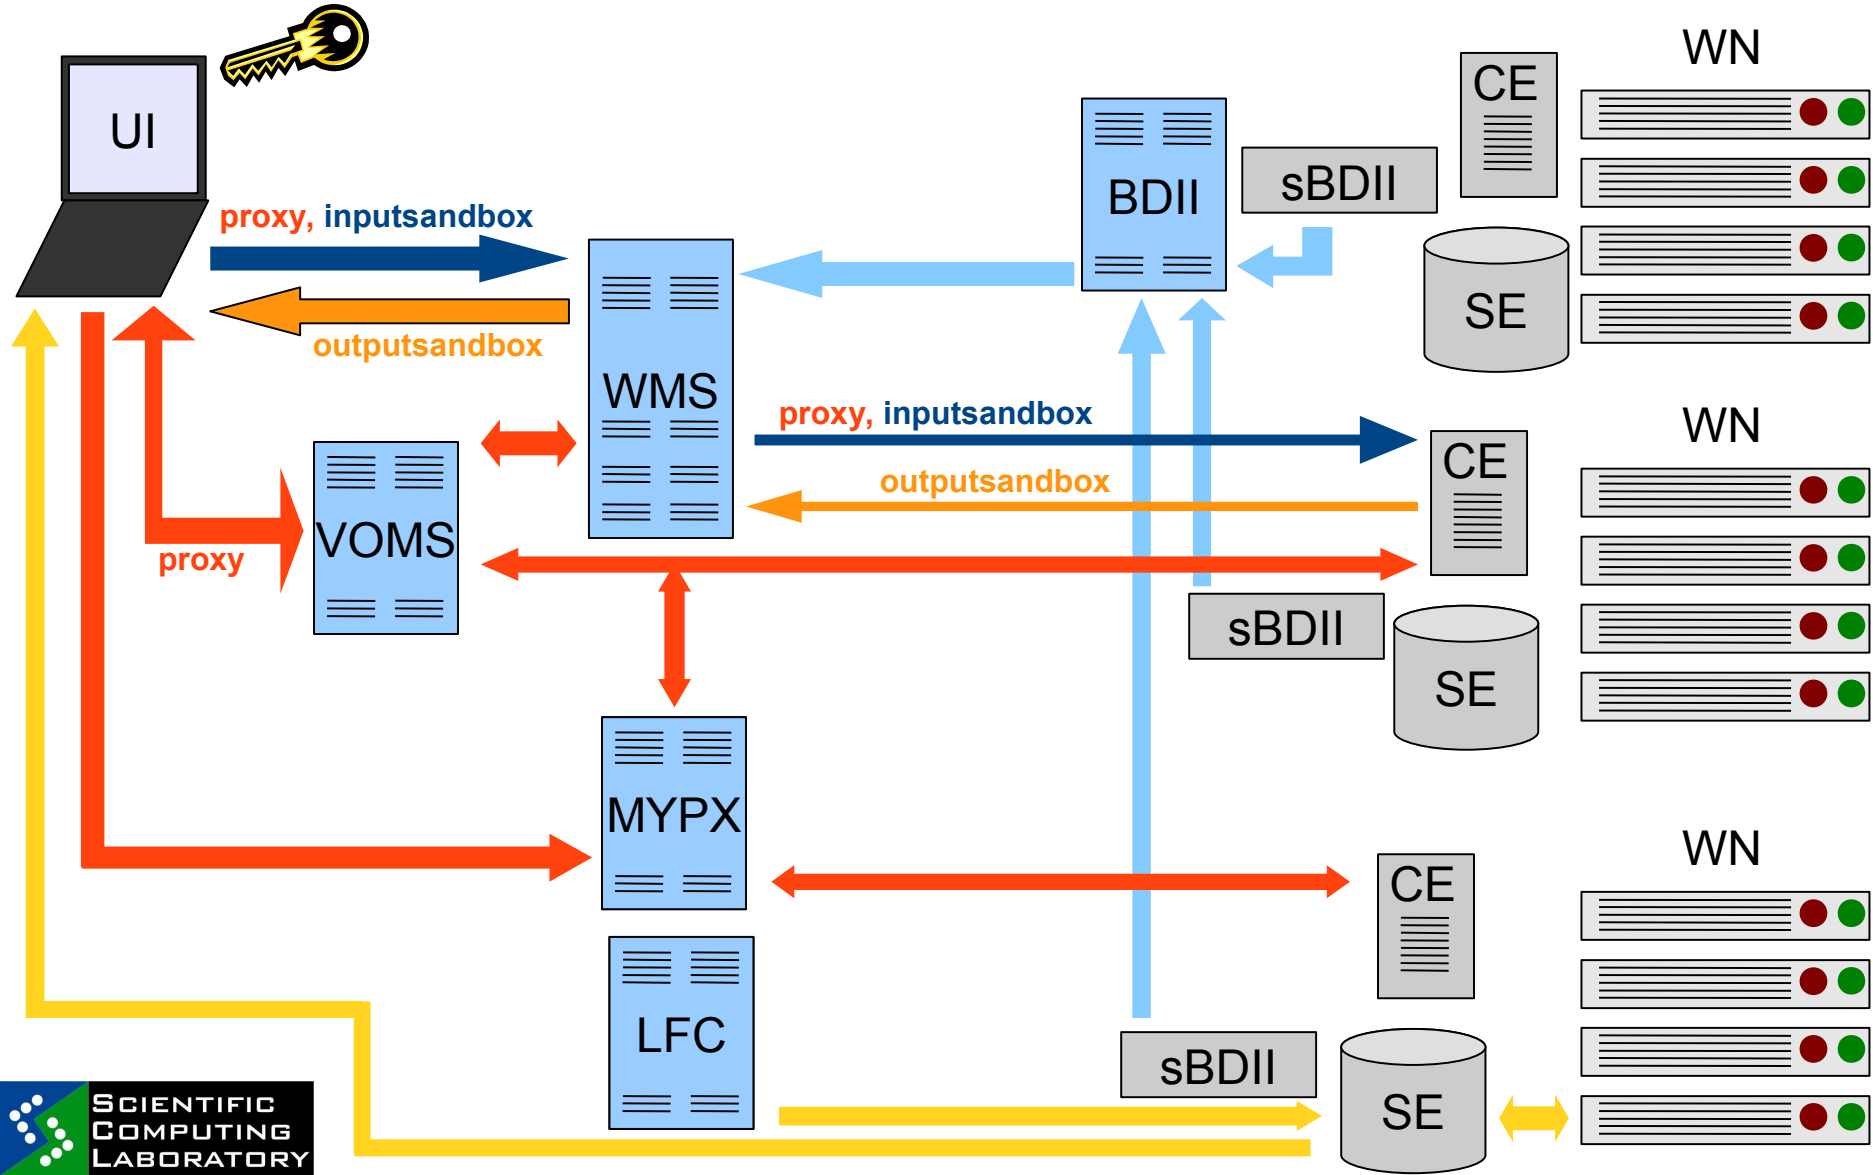 UI
WN
CE
BDII
sBDII
proxy, inputsandbox
SE
outputsandbox
WMS
proxy, inputsandbox
WN
CE
outputsandbox
VOMS
proxy
sBDII
SE
MYPX
WN
CE
LFC
sBDII
SE
SCIENTIFIC
COMPUTING
LABORATORY